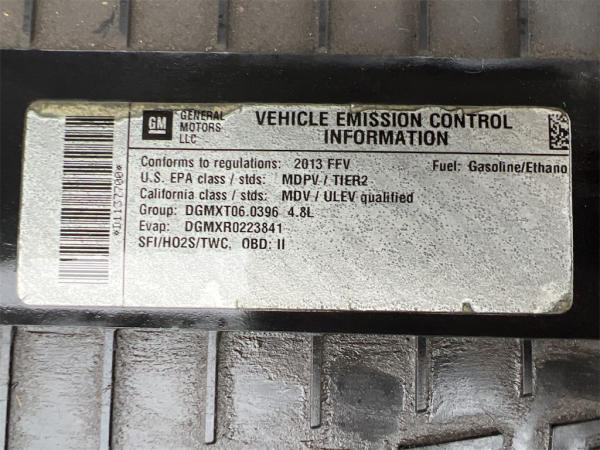 GM
GENERAL
MOTORS
LLC
VEHICLE EMISSION CONTROL
INFORMATION
Conforms to regulations: 2013 FFV
Fuel: Gasoline/Ethano
U.S. EPA class / stds: MDPV / TIER2
California class / stds: MDV / ULEV qualified
Group: DGMXT06.0396 4.8L
Evap: DGMXR0223841
SFI/HO2S/TWC, OBD: II
*D1137700*